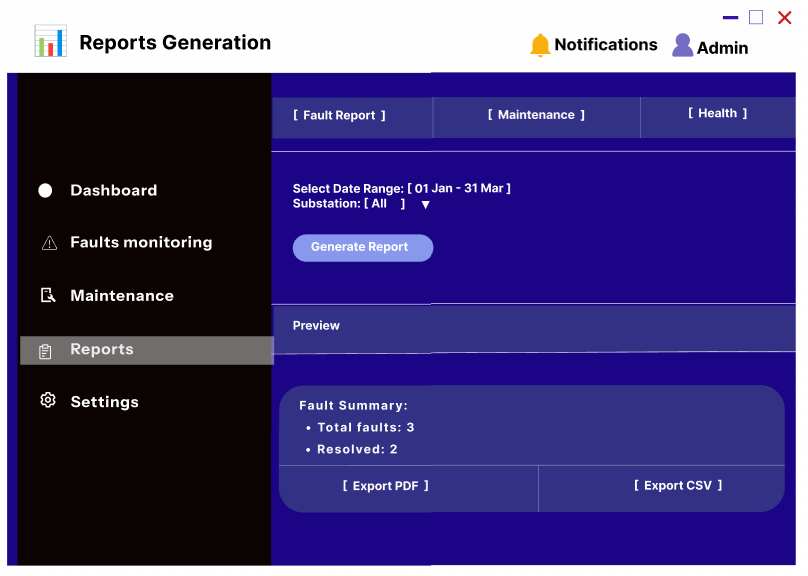 Reports Generation
Notifications
Admin
[ Fault Report ]
[ Maintenance ]
[ Health ]
Dashboard
Faults monitoring
Maintenance
Reports
Settings
Select Date Range: [ 01 Jan - 31 Mar ]
Substation: [ All ] ▼
Generate Report
Preview
Fault Summary:
• Total faults: 3
• Resolved: 2
[ Export PDF ]
[ Export CSV ]